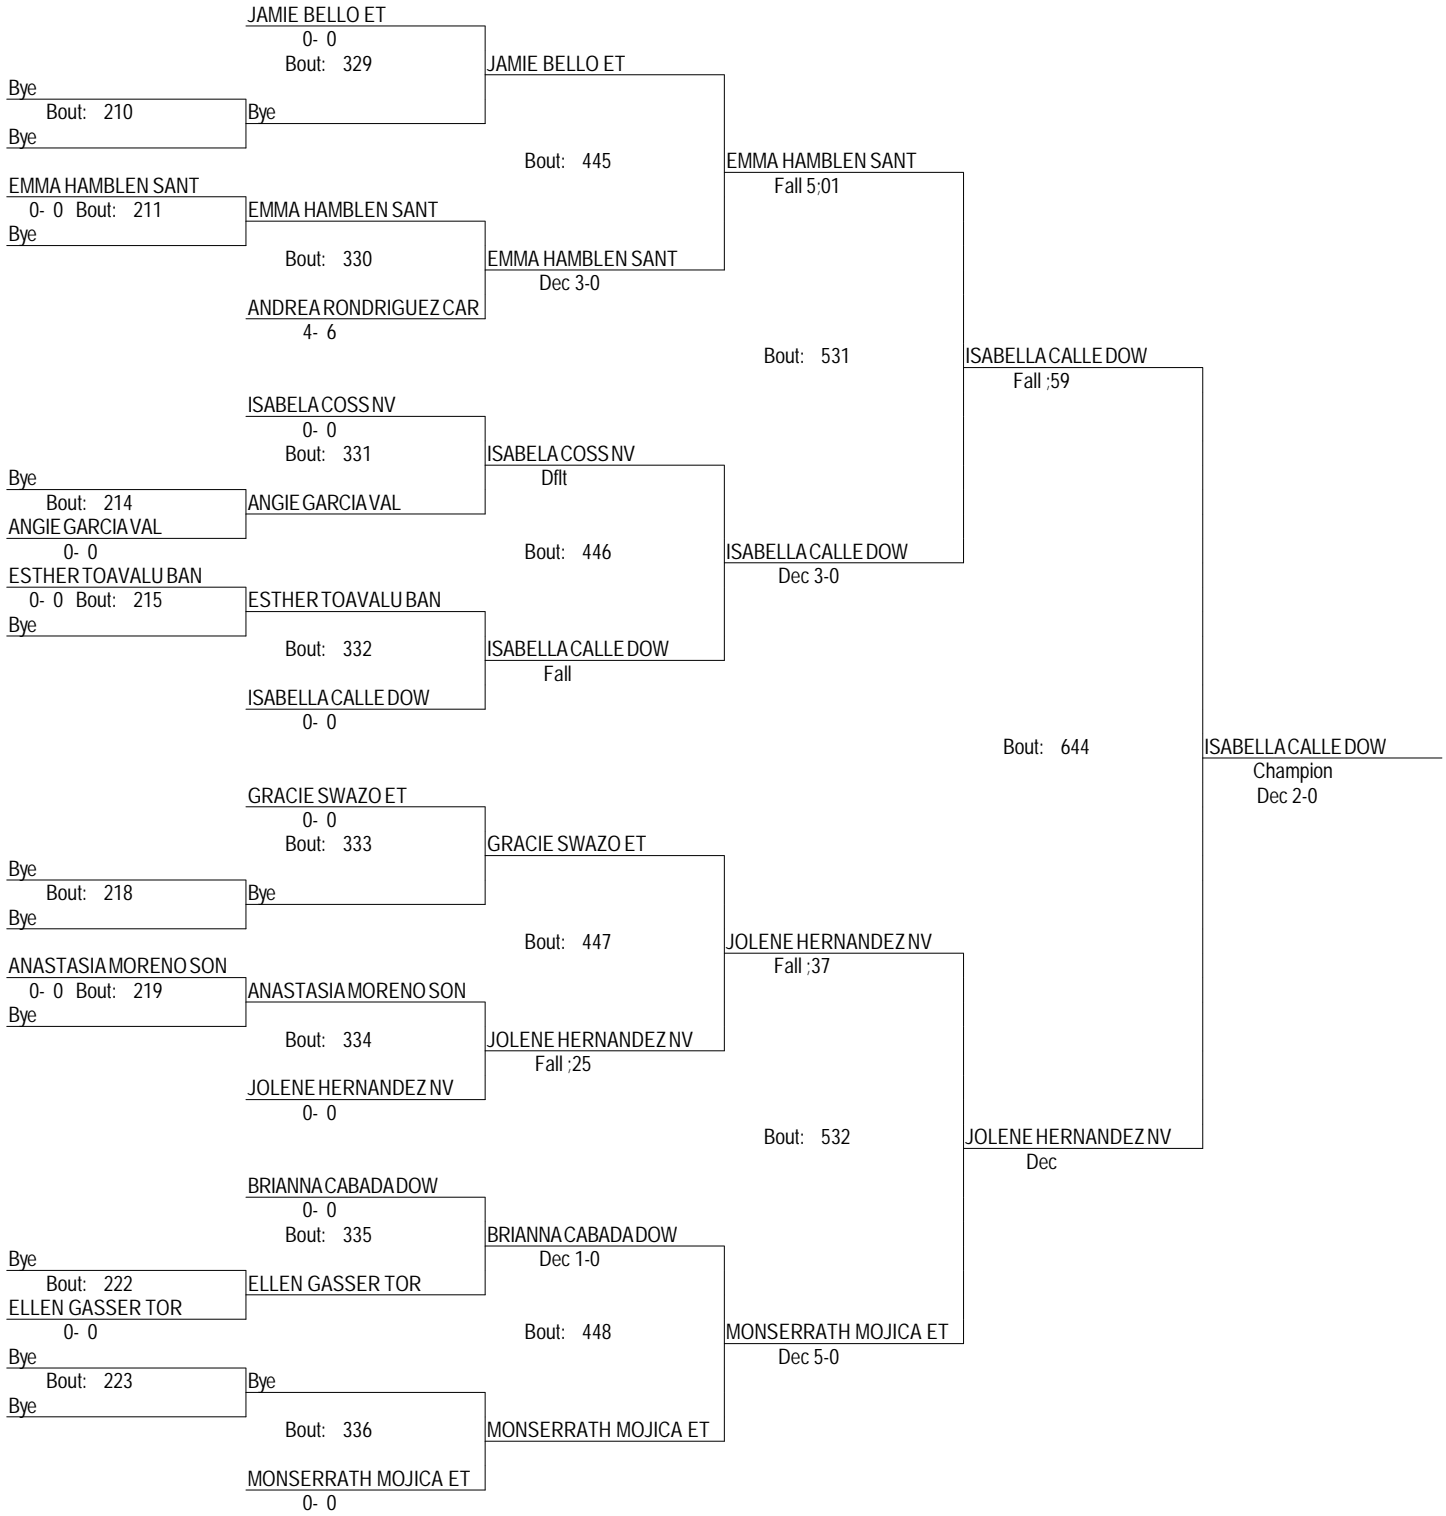 JAMIE BELLO ET
0- 0
Bout: 329
JAMIE BELLO ET
Bye
Bout: 210
Bye
Bye
Bout: 445
EMMA HAMBLEN SANT
Fall 5;01
EMMA HAMBLEN SANT
0- 0 Bout: 211
EMMA HAMBLEN SANT
Bye
Bout: 330
EMMA HAMBLEN SANT
Dec 3-0
ANDREA RONDRIGUEZ CAR
4- 6
Bout: 531
ISABELLA CALLE DOW
Fall ;59
ISABELA COSS NV
0- 0
Bout: 331
ISABELA COSS NV
Dflt
Bye
Bout: 214
ANGIE GARCIA VAL
ANGIE GARCIA VAL
0- 0
Bout: 446
ISABELLA CALLE DOW
Dec 3-0
ESTHER TOAVALU BAN
0- 0 Bout: 215
ESTHER TOAVALU BAN
Bye
Bout: 332
ISABELLA CALLE DOW
Fall
ISABELLA CALLE DOW
0- 0
Bout: 644
ISABELLA CALLE DOW
Champion
Dec 2-0
GRACIE SWAZO ET
0- 0
Bout: 333
GRACIE SWAZO ET
Bye
Bout: 218
Bye
Bye
Bout: 447
JOLENE HERNANDEZ NV
Fall ;37
ANASTASIA MORENO SON
0- 0 Bout: 219
ANASTASIA MORENO SON
Bye
Bout: 334
JOLENE HERNANDEZ NV
Fall ;25
JOLENE HERNANDEZ NV
0- 0
Bout: 532
JOLENE HERNANDEZ NV
Dec
BRIANNA CABADA DOW
0- 0
Bout: 335
BRIANNA CABADA DOW
Dec 1-0
Bye
Bout: 222
ELLEN GASSER TOR
ELLEN GASSER TOR
0- 0
Bout: 448
MONSERRATH MOJICA ET
Dec 5-0
Bye
Bout: 223
Bye
Bye
Bout: 336
MONSERRATH MOJICA ET
MONSERRATH MOJICA ET
0- 0